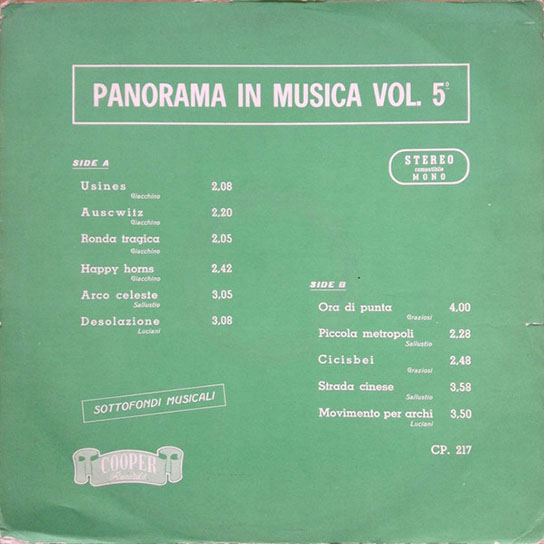 PANORAMA IN MUSICA VOL. 5º
STEREO
compatibile
MONO
SIDE A
Usines 2,08
Giacchino
Auscwitz 2,20
Giacchino
Ronda tragica 2,05
Giacchino
Happy horns 2,42
Giacchino
Arco celeste 3,05
Sallustio
Desolazione 3,08
Luciani
SIDE B
Ora di punta 4,00
Graziosi
Piccola metropoli 2,28
Sallustio
Cicisbei 2,48
Graziosi
Strada cinese 3,58
Sallustio
Movimento per archi 3,50
Luciani
SOTTOFONDI MUSICALI
CP. 217
COOPER
Records